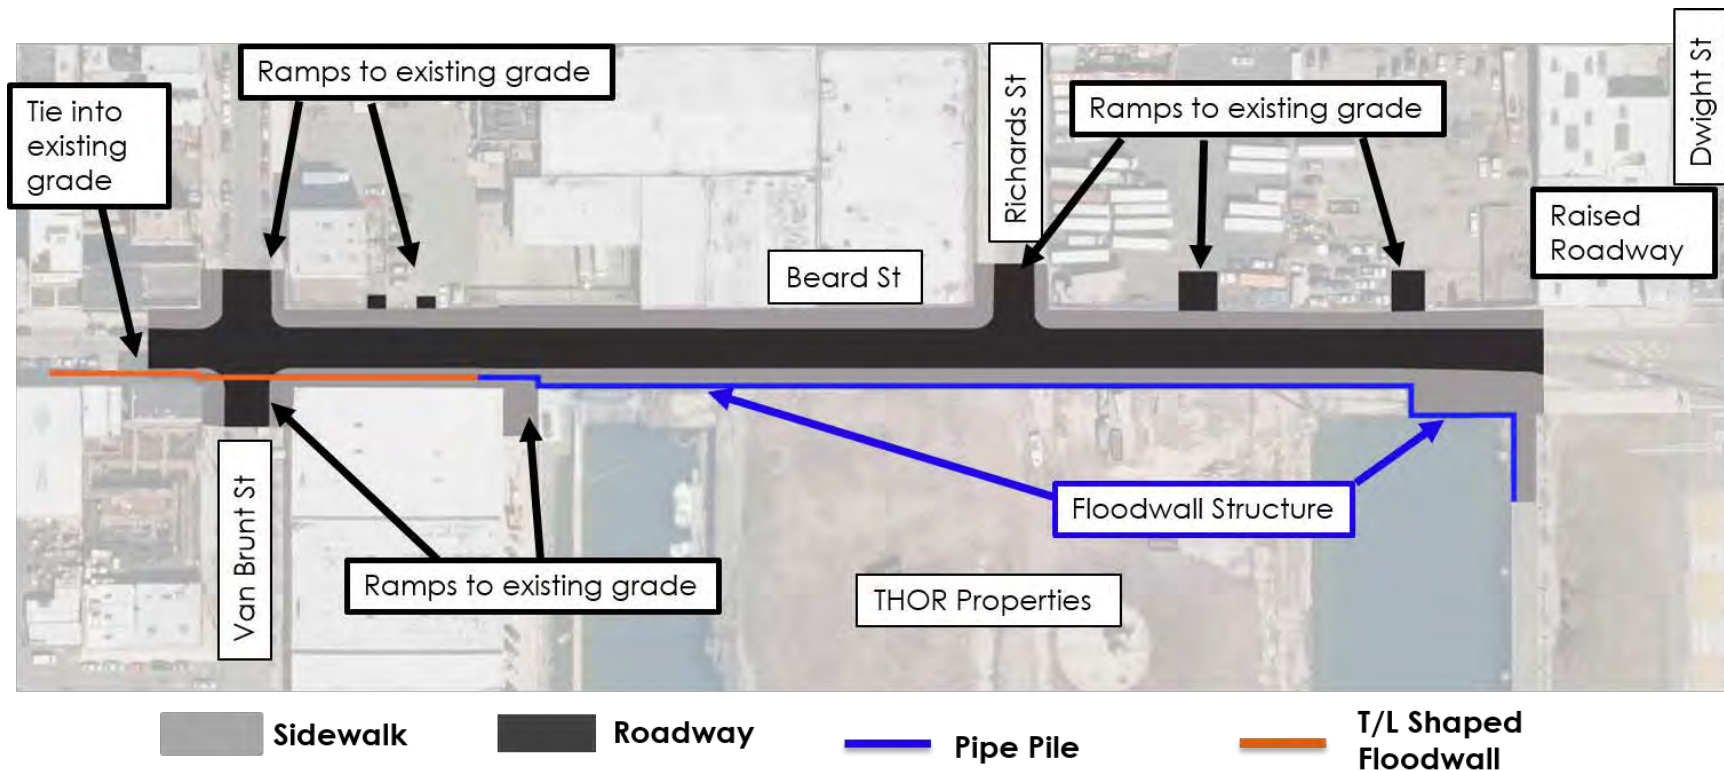 Ramps to existing grade
Tie into
existing
grade
Richards St
Ramps to existing grade
Dwight St
Raised
Roadway
Beard St
Van Brunt St
Floodwall Structure
Ramps to existing grade
THOR Properties
Sidewalk
Roadway
Pipe Pile
T/L Shaped
Floodwall